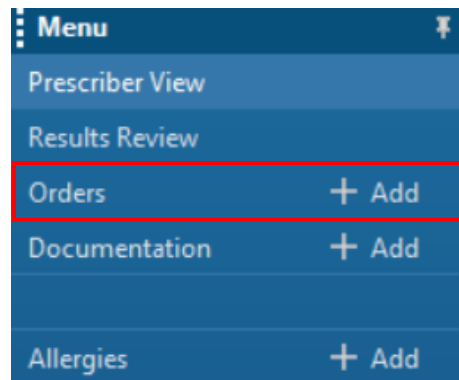 Menu
Prescriber View
Results Review
Orders + Add
Documentation + Add
Allergies + Add